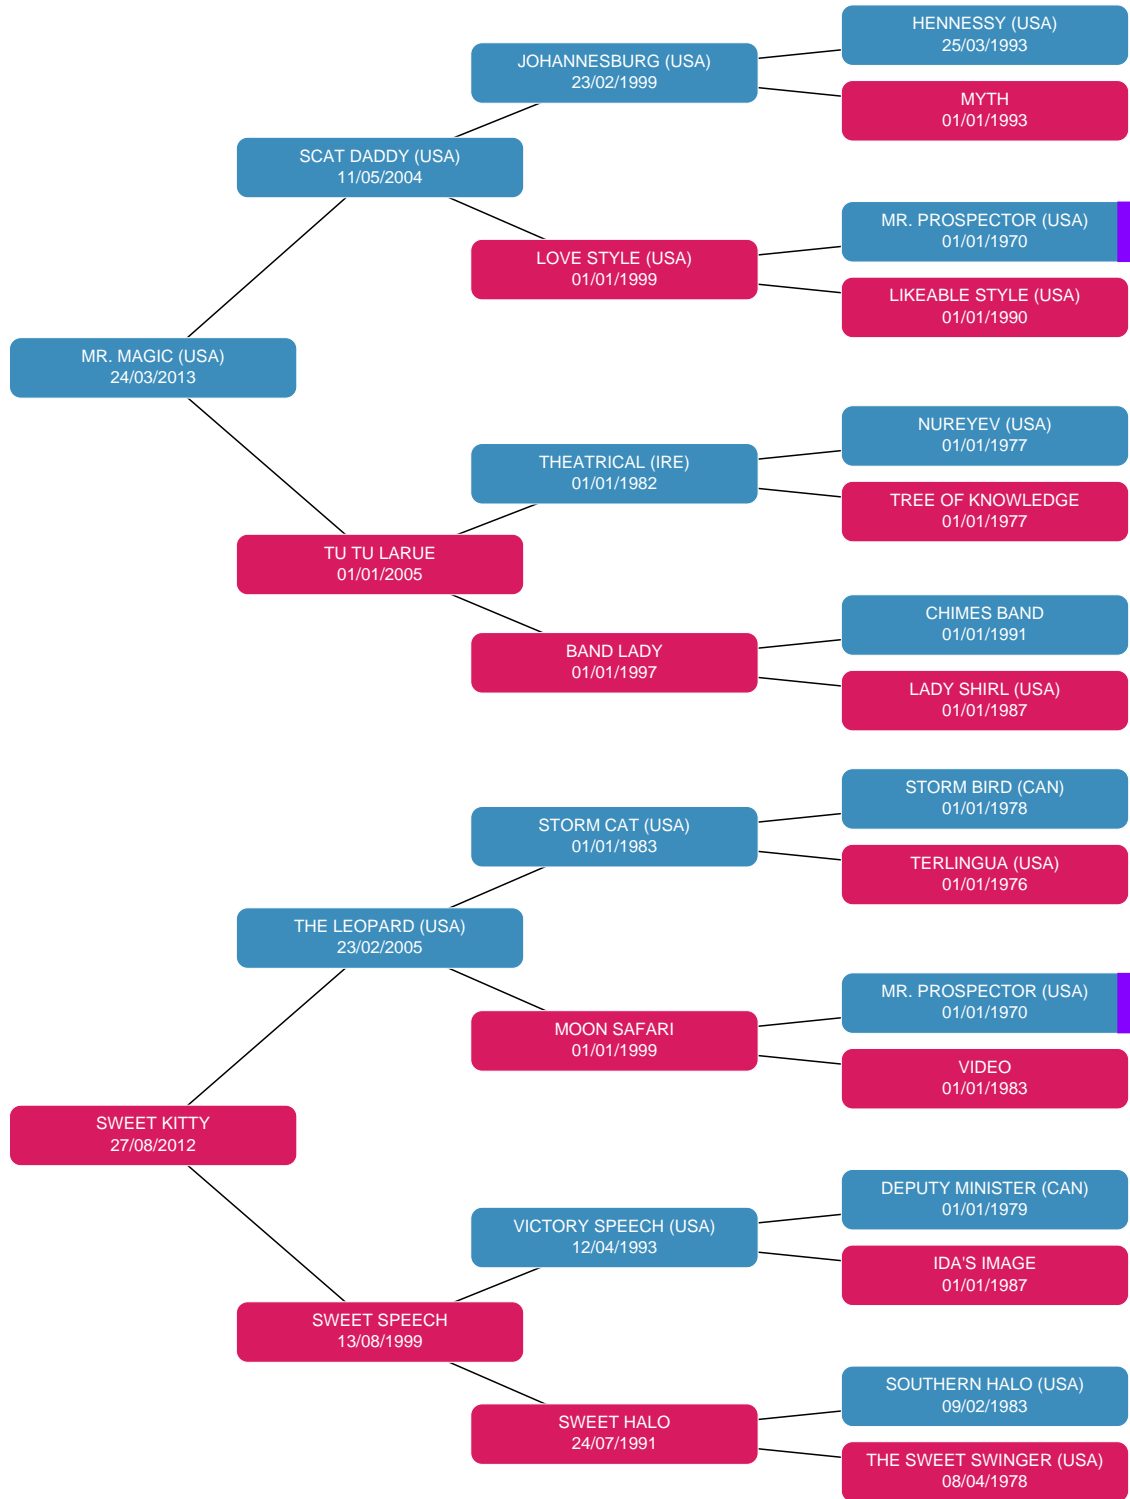 HENNESSY (USA)
25/03/1993
JOHANNESBURG (USA)
23/02/1999
MYTH
01/01/1993
SCAT DADDY (USA)
11/05/2004
MR. PROSPECTOR (USA)
01/01/1970
LOVE STYLE (USA)
01/01/1999
LIKEABLE STYLE (USA)
01/01/1990
MR. MAGIC (USA)
24/03/2013
NUREYEV (USA)
01/01/1977
THEATRICAL (IRE)
01/01/1982
TREE OF KNOWLEDGE
01/01/1977
TU TU LARUE
01/01/2005
CHIMES BAND
01/01/1991
BAND LADY
01/01/1997
LADY SHIRL (USA)
01/01/1987
STORM BIRD (CAN)
01/01/1978
STORM CAT (USA)
01/01/1983
TERLINGUA (USA)
01/01/1976
THE LEOPARD (USA)
23/02/2005
MR. PROSPECTOR (USA)
01/01/1970
MOON SAFARI
01/01/1999
VIDEO
01/01/1983
SWEET KITTY
27/08/2012
DEPUTY MINISTER (CAN)
01/01/1979
VICTORY SPEECH (USA)
12/04/1993
IDA'S IMAGE
01/01/1987
SWEET SPEECH
13/08/1999
SOUTHERN HALO (USA)
09/02/1983
SWEET HALO
24/07/1991
THE SWEET SWINGER (USA)
08/04/1978